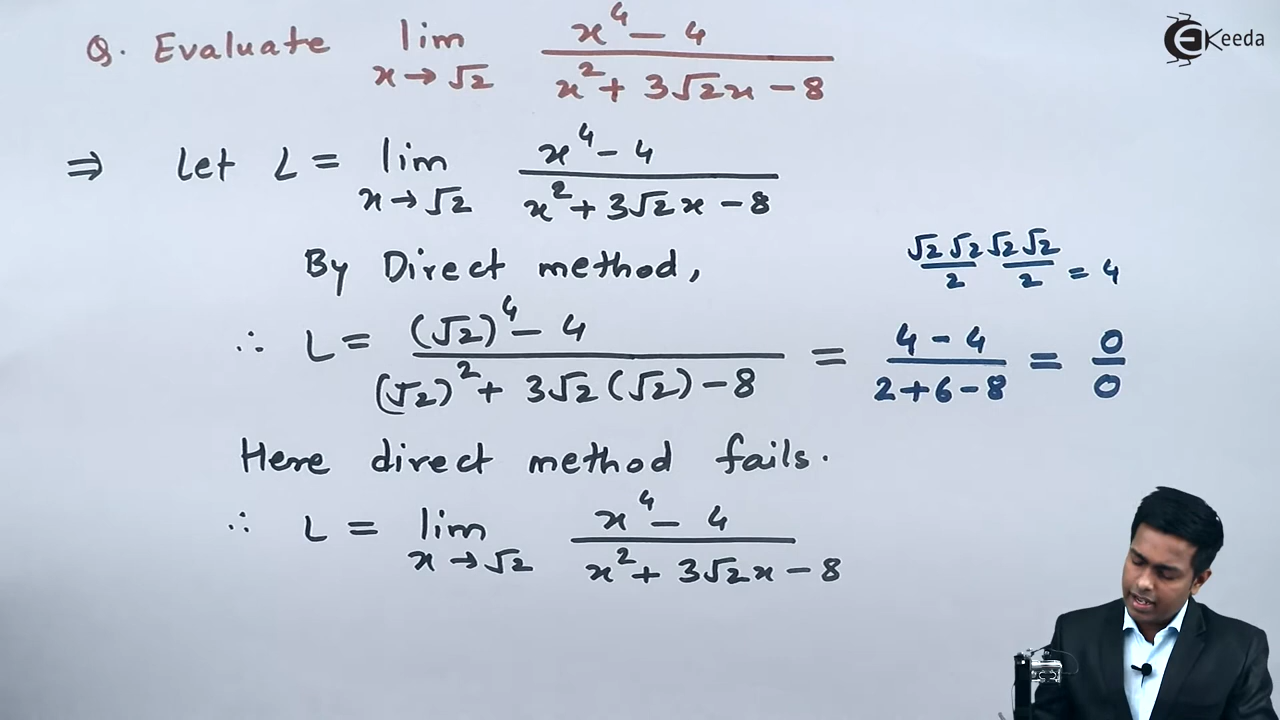 Q. Evaluate lim x→√2 (x⁴ − 4)/(x² + 3√2x − 8)
EKeeda
⇒ Let L = lim x→√2 (x⁴ − 4)/(x² + 3√2x − 8)
By Direct method,
√2 √2 √2 √2
2 2 = 4
∴ L = ((√2)⁴ − 4)/((√2)² + 3√2(√2) − 8) = (4 − 4)/(2 + 6 − 8) = 0/0
Here direct method fails.
∴ L = lim x→√2 (x⁴ − 4)/(x² + 3√2x − 8)